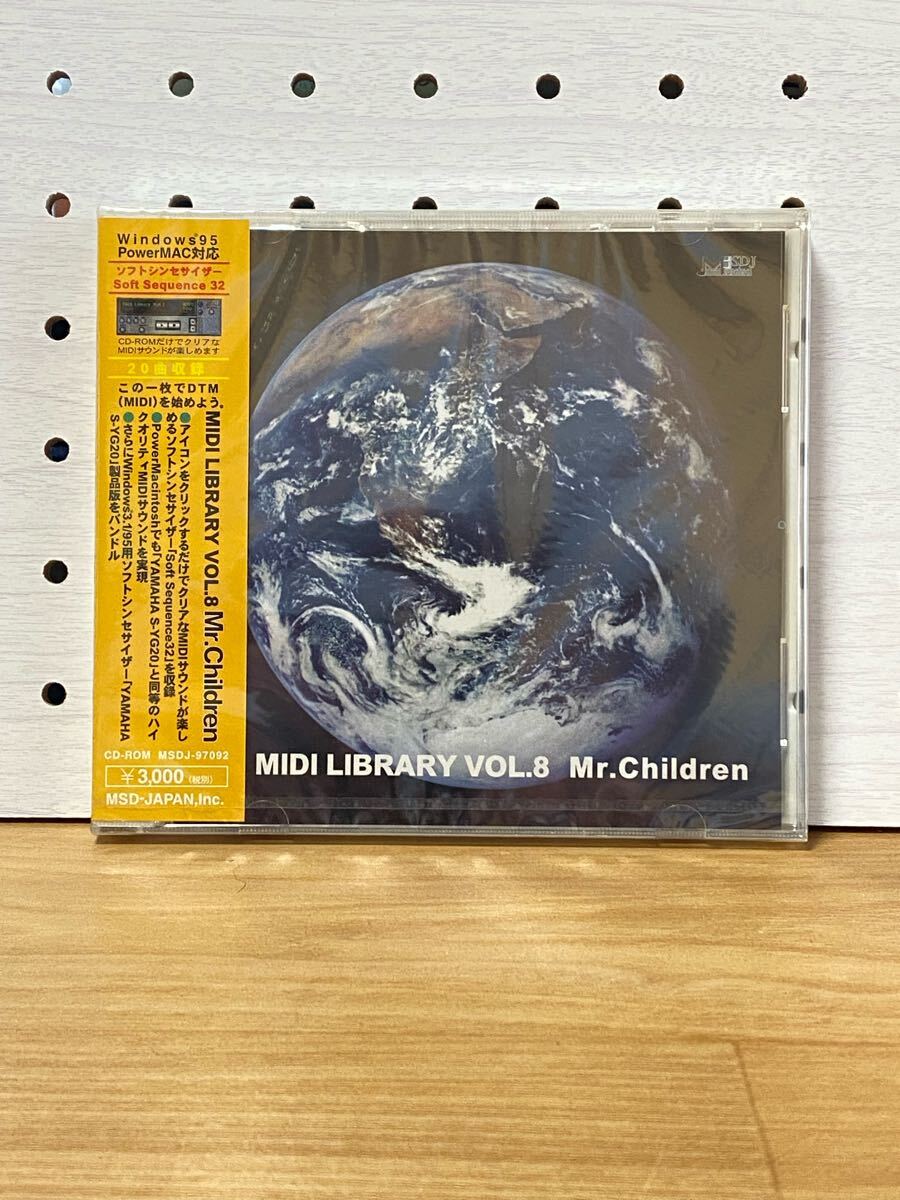 Windows®95
PowerMAC対応
ソフトシンセサイザー
Soft Sequence 32
CD-ROMだけでクリアな
MIDIサウンドが楽しめます
20曲収録
この一枚でDTM
(MIDI)を始めよう。
MIDI LIBRARY VOL.8 Mr.Children
●アイコンをクリックするだけでクリアなMIDIサウンドが楽し
めるソフトシンセサイザー「Soft Sequence32」を収録
●PowerMacintoshでも「YAMAHA S-YG20」と同等のハイ
クオリティMIDIサウンドを実現
●さらにWindows3.1/95用ソフトシンセサイザー「YAMAHA
S-YG20」製品版をバンドル
CD-ROM MSDJ-97092
¥3,000(税別)
MSD-JAPAN,Inc.
MSDJ
MIDI LIBRARY VOL.8 Mr.Children